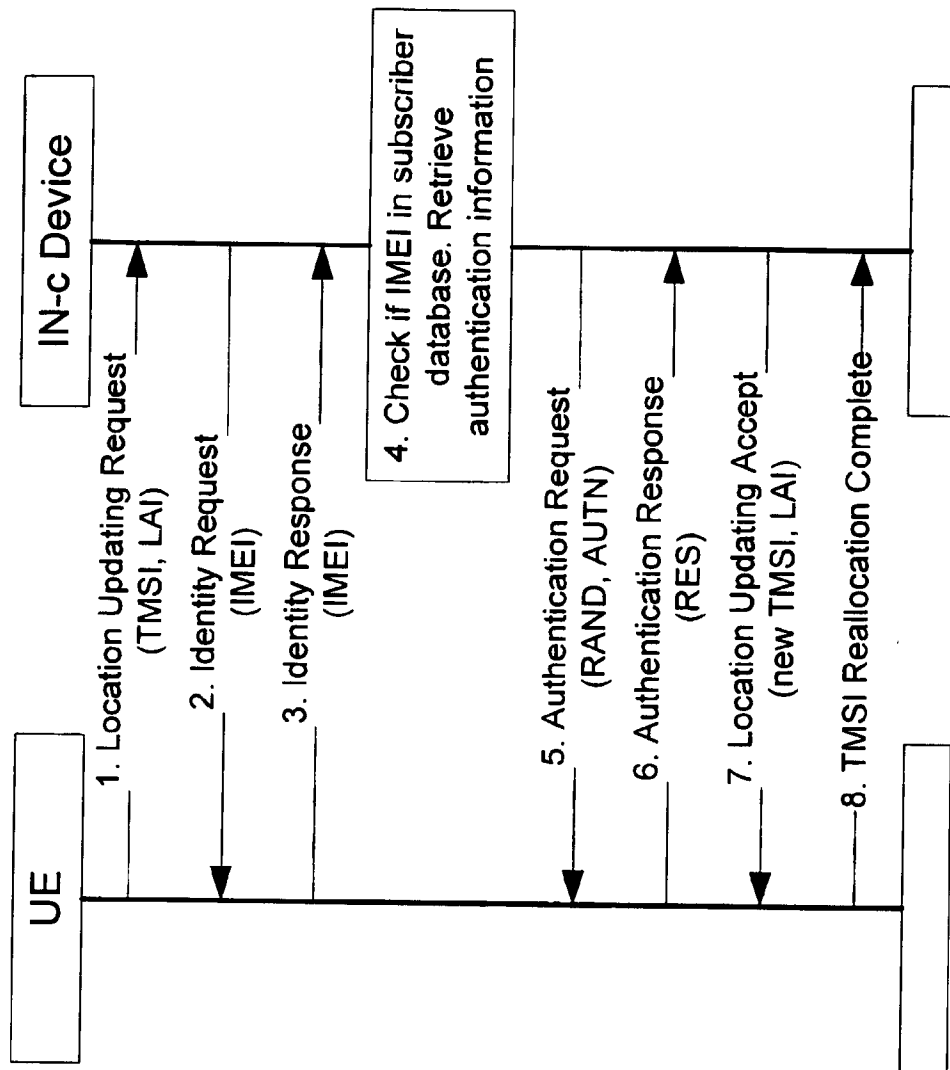 UE
IN-c Device
1. Location Updating Request
(TMSI, LAI)
2. Identity Request
(IMEI)
3. Identity Response
(IMEI)
4. Check if IMEI in subscriber
database. Retrieve
authentication information
5. Authentication Request
(RAND, AUTN)
6. Authentication Response
(RES)
7. Location Updating Accept
(new TMSI, LAI)
8. TMSI Reallocation Complete